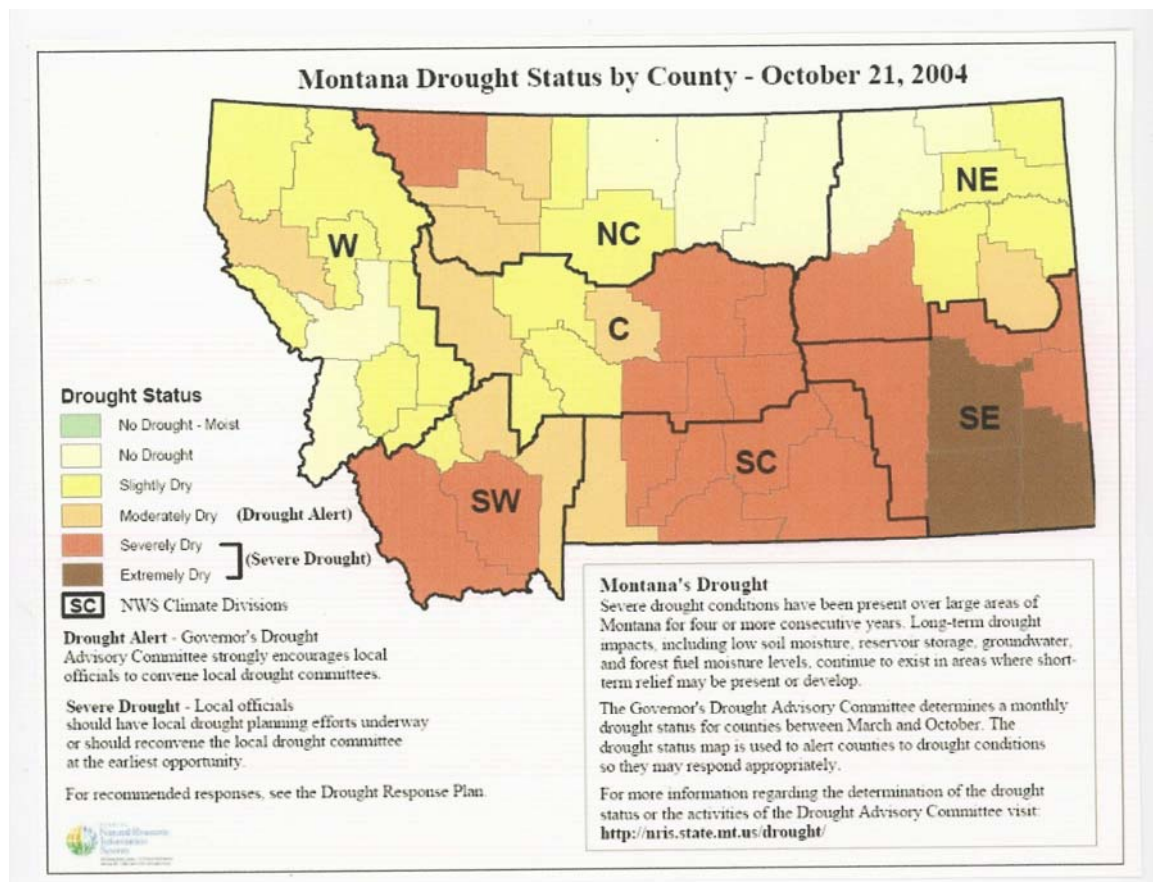 Montana Drought Status by County - October 21, 2004
NE
NC
W
C
SE
SC
SW
Drought Status
No Drought - Moist
No Drought
Slightly Dry
Moderately Dry (Drought Alert)
Severely Dry
(Severe Drought)
Extremely Dry
SC NWS Climate Divisions
Drought Alert - Governor's Drought
Advisory Committee strongly encourages local
officials to convene local drought committees.
Severe Drought - Local officials
should have local drought planning efforts underway
or should reconvene the local drought committee
at the earliest opportunity.
For recommended responses, see the Drought Response Plan.
Natural Resource
Information
System
Montana's Drought
Severe drought conditions have been present over large areas of
Montana for four or more consecutive years. Long-term drought
impacts, including low soil moisture, reservoir storage, groundwater,
and forest fuel moisture levels, continue to exist in areas where short-
term relief may be present or develop.
The Governor's Drought Advisory Committee determines a monthly
drought status for counties between March and October. The
drought status map is used to alert counties to drought conditions
so they may respond appropriately.
For more information regarding the determination of the drought
status or the activities of the Drought Advisory Committee visit:
http://nris.state.mt.us/drought/